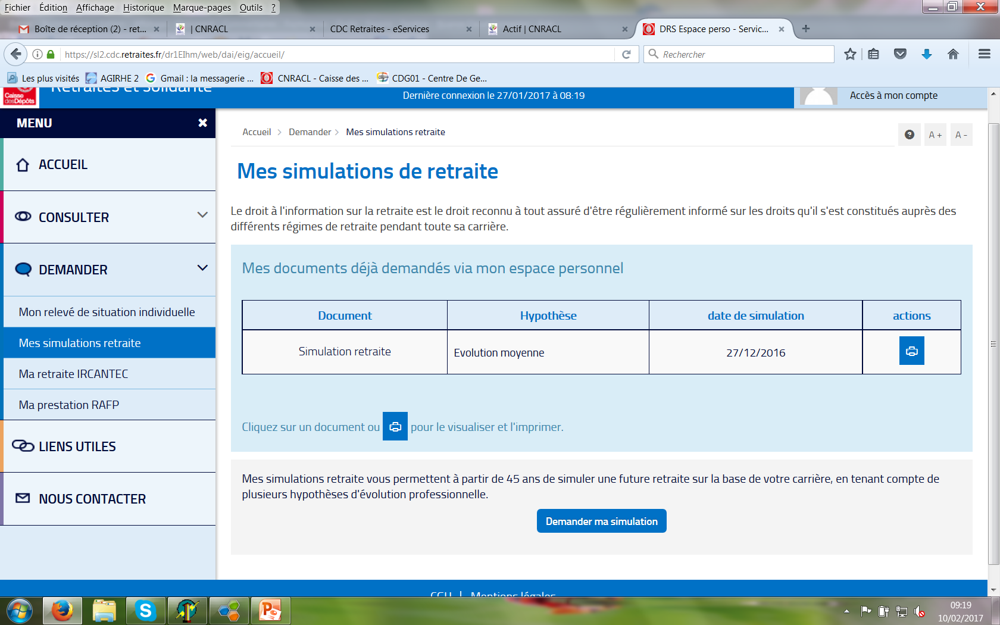 Fichier Édition Affichage Historique Marque-pages Outils ?
Boîte de réception (2) - ret... × | CNRACL × CDC Retraites - eServices × Actif | CNRACL × DRS Espace perso - Servic... × +
https://sl2.cdc.retraites.fr/dr1EIhm/web/dai/eig/accueil/ Rechercher
Les plus visités AGIRHE 2 Gmail : la messagerie ... CNRACL - Caisse des ... CDG01 - Centre De Ge...
Caisse
des Dépôts
Retraites et Solidarité
Dernière connexion le 27/01/2017 à 08:19
Accès à mon compte
MENU
ACCUEIL
CONSULTER
DEMANDER
Mon relevé de situation individuelle
Mes simulations retraite
Ma retraite IRCANTEC
Ma prestation RAFP
LIENS UTILES
NOUS CONTACTER
Accueil > Demander > Mes simulations retraite
? A + A -
Mes simulations de retraite
Le droit à l'information sur la retraite est le droit reconnu à tout assuré d'être régulièrement informé sur les droits qu'il s'est constitués auprès des
différents régimes de retraite pendant toute sa carrière.
Mes documents déjà demandés via mon espace personnel
Document Hypothèse date de simulation actions
Simulation retraite Evolution moyenne 27/12/2016
Cliquez sur un document ou pour le visualiser et l'imprimer.
Mes simulations retraite vous permettent à partir de 45 ans de simuler une future retraite sur la base de votre carrière, en tenant compte de
plusieurs hypothèses d'évolution professionnelle.
Demander ma simulation
CGU | Mentions légales
09:19
10/02/2017